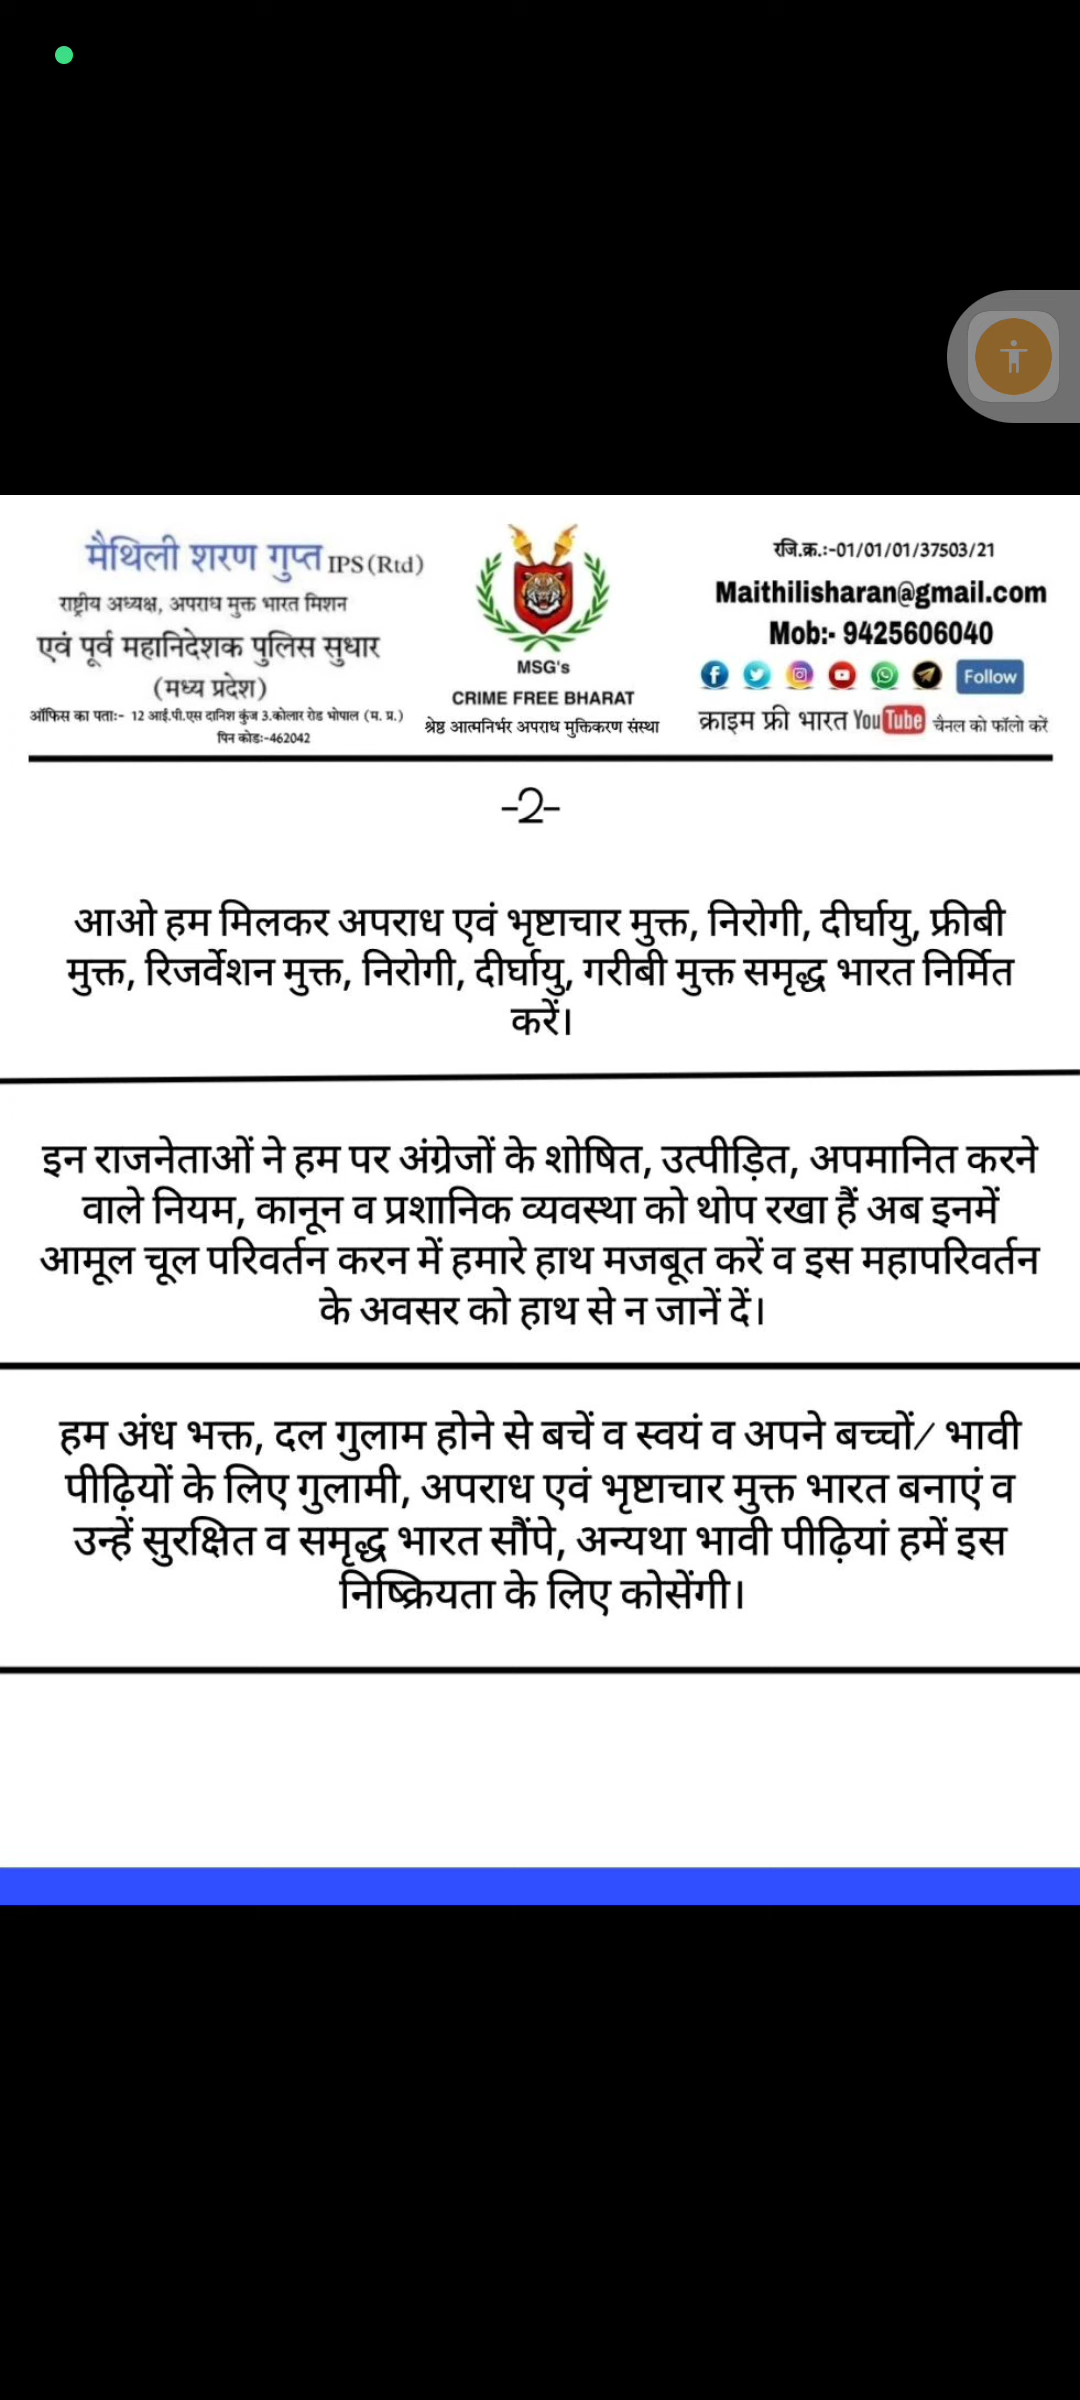 मैथिली शरण गुप्त IPS(Rtd)
राष्ट्रीय अध्यक्ष, अपराध मुक्त भारत मिशन
एवं पूर्व महानिदेशक पुलिस सुधार
(मध्य प्रदेश)
ऑफिस का पताः- 12 आई.पी.एस दानिश कुंज 3.कोलार रोड भोपाल (म. प्र.)
पिन कोडः-462042
MSG's
CRIME FREE BHARAT
श्रेष्ठ आत्मनिर्भर अपराध मुक्तिकरण संस्था
रजि.क्र.:-01/01/01/37503/21
Maithilisharan@gmail.com
Mob:- 9425606040
Follow
क्राइम फ्री भारत YouTube चैनल को फॉलो करें
-2-
आओ हम मिलकर अपराध एवं भृष्टाचार मुक्त, निरोगी, दीर्घायु, फ्रीबी
मुक्त, रिजर्वेशन मुक्त, निरोगी, दीर्घायु, गरीबी मुक्त समृद्ध भारत निर्मित
करें।
इन राजनेताओं ने हम पर अंग्रेजों के शोषित, उत्पीड़ित, अपमानित करने
वाले नियम, कानून व प्रशानिक व्यवस्था को थोप रखा हैं अब इनमें
आमूल चूल परिवर्तन करन में हमारे हाथ मजबूत करें व इस महापरिवर्तन
के अवसर को हाथ से न जानें दें।
हम अंध भक्त, दल गुलाम होने से बचें व स्वयं व अपने बच्चों/ भावी
पीढ़ियों के लिए गुलामी, अपराध एवं भृष्टाचार मुक्त भारत बनाएं व
उन्हें सुरक्षित व समृद्ध भारत सौंपे, अन्यथा भावी पीढ़ियां हमें इस
निष्क्रियता के लिए कोसेंगी।